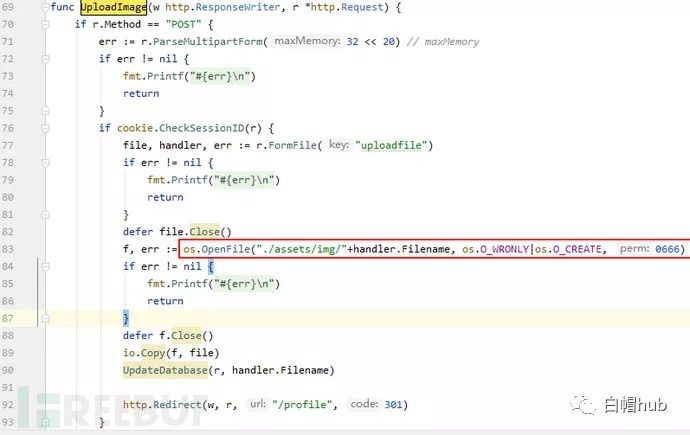 69 func UploadImage(w http.ResponseWriter, r *http.Request) {
70 if r.Method == "POST" {
71 err := r.ParseMultipartForm( maxMemory: 32 << 20) // maxMemory
72 if err != nil {
73 fmt.Printf("#{err}\n")
74 return
75 }
76 if cookie.CheckSessionID(r) {
77 file, handler, err := r.FormFile( key: "uploadfile")
78 if err != nil {
79 fmt.Printf("#{err}\n")
80 return
81 }
82 defer file.Close()
83 f, err := os.OpenFile("./assets/img/"+handler.Filename, os.O_WRONLY|os.O_CREATE, perm: 0666)
84 if err != nil {
85 fmt.Printf("#{err}\n")
86 return
87 }
88 defer f.Close()
89 io.Copy(f, file)
90 UpdateDatabase(r, handler.Filename)
91
92 http.Redirect(w, r, url: "/profile", code: 301)
93 }
FREEBUF
白帽hub